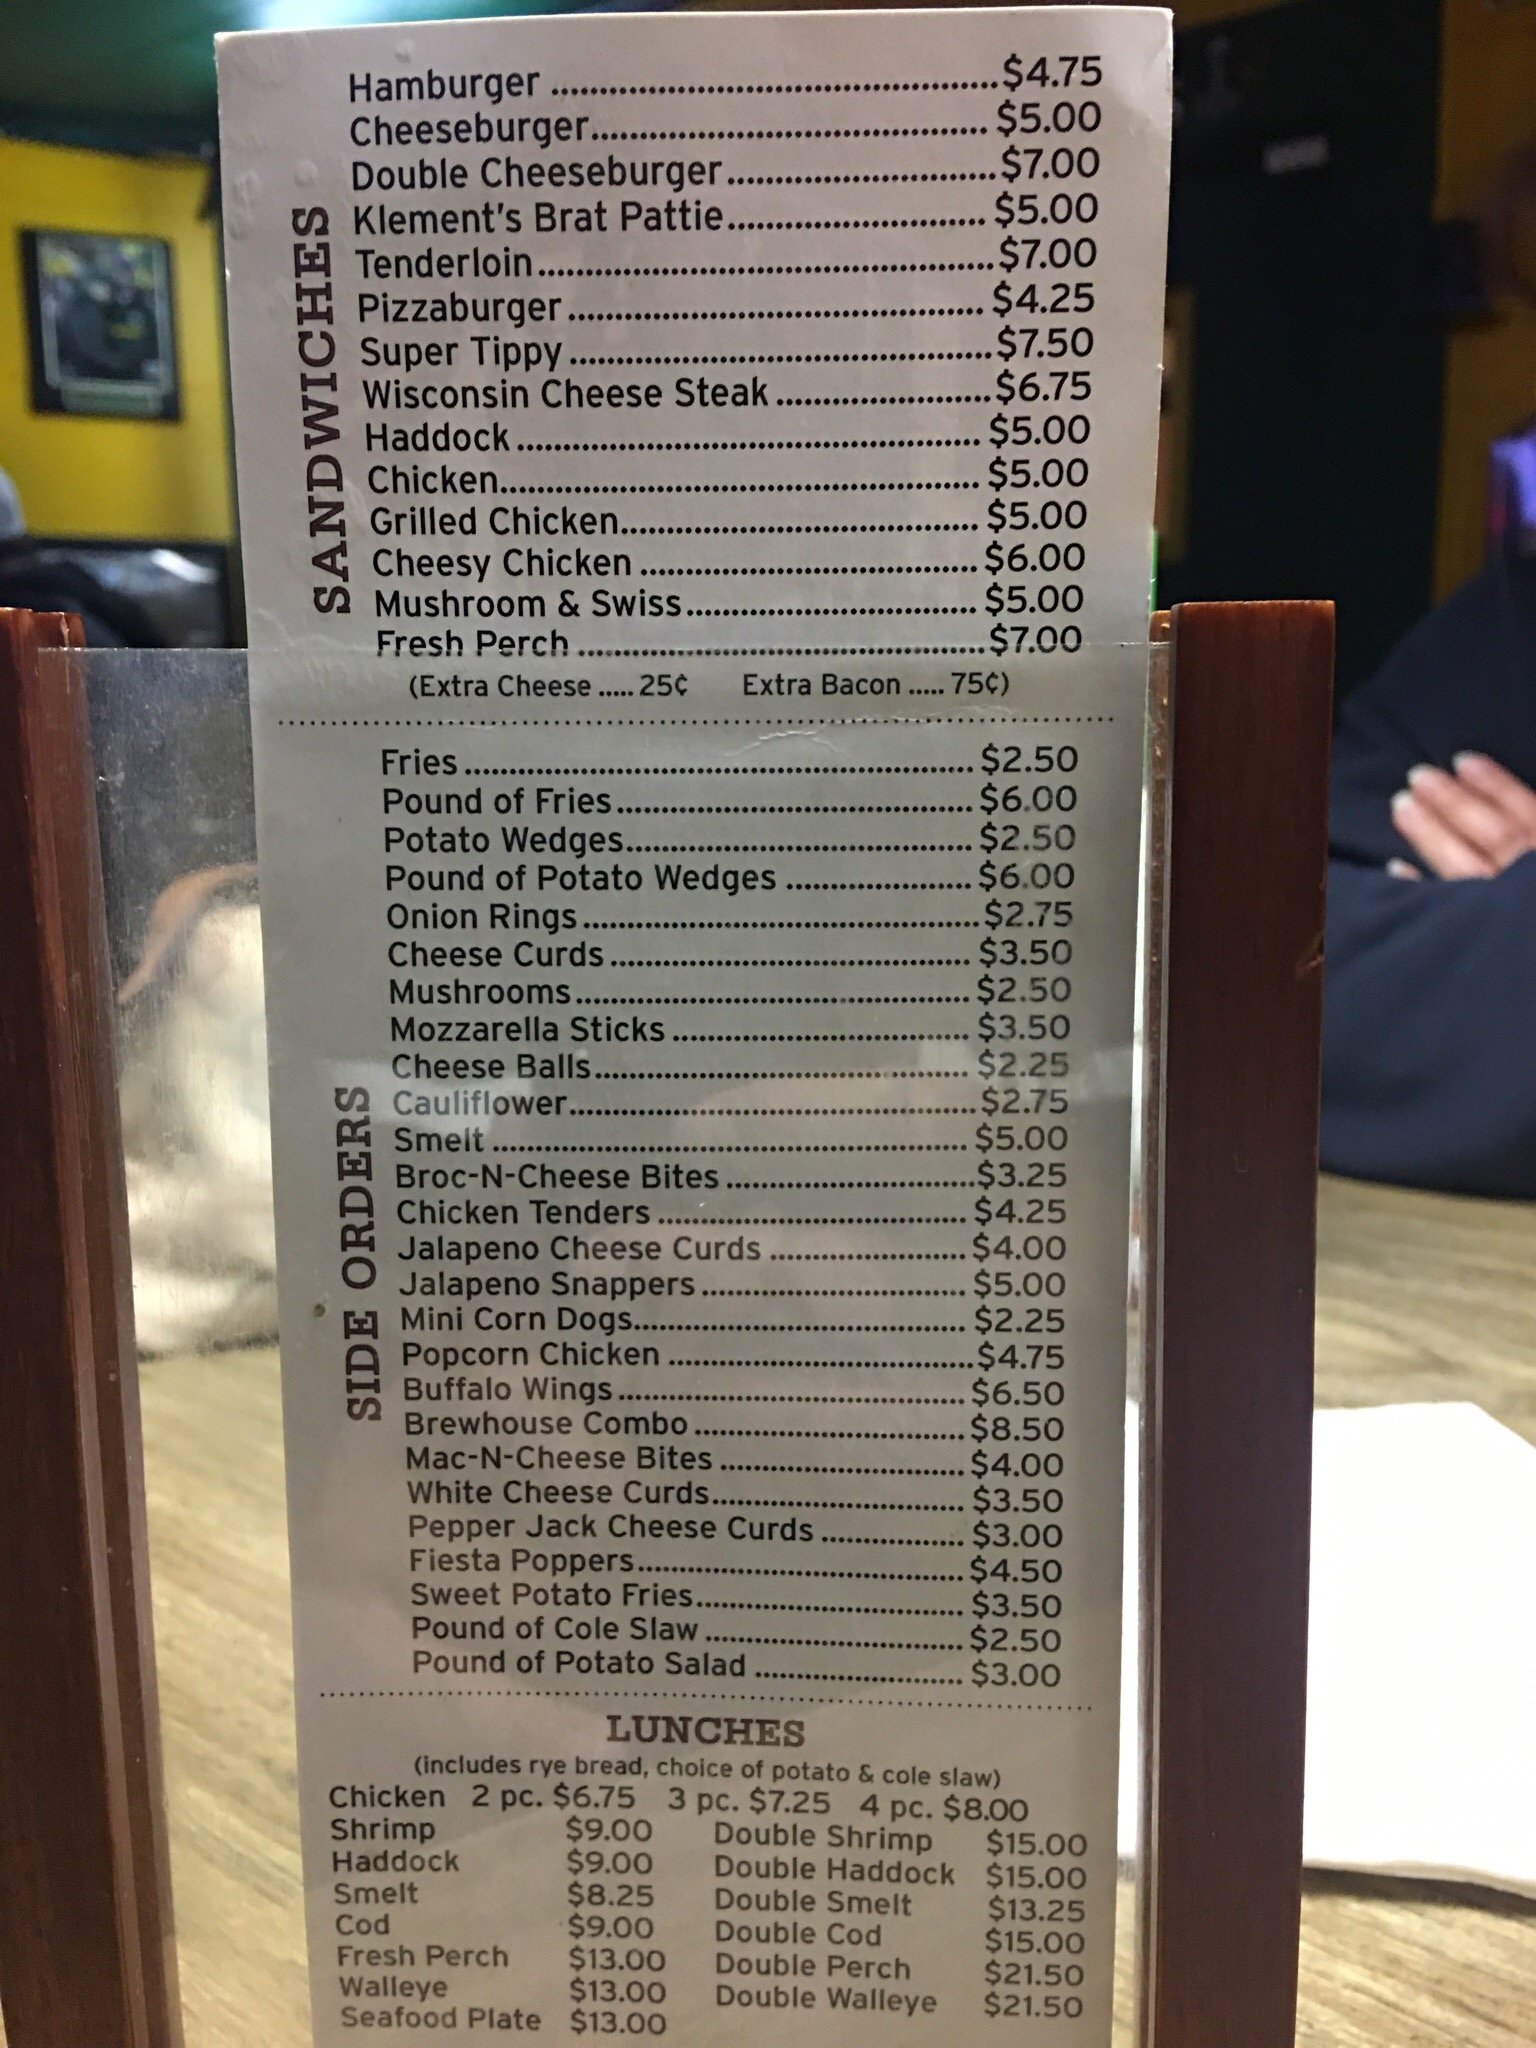 SANDWICHES
Hamburger ..... $4.75
Cheeseburger..... $5.00
Double Cheeseburger..... $7.00
Klement's Brat Pattie..... $5.00
Tenderloin..... $7.00
Pizzaburger ..... $4.25
Super Tippy ..... $7.50
Wisconsin Cheese Steak ..... $6.75
Haddock ..... $5.00
Chicken..... $5.00
Grilled Chicken..... $5.00
Cheesy Chicken ..... $6.00
Mushroom & Swiss..... $5.00
Fresh Perch ..... $7.00
(Extra Cheese ..... 25¢ Extra Bacon ..... 75¢)
SIDE ORDERS
Fries ..... $2.50
Pound of Fries ..... $6.00
Potato Wedges..... $2.50
Pound of Potato Wedges ..... $6.00
Onion Rings ..... $2.75
Cheese Curds ..... $3.50
Mushrooms ..... $2.50
Mozzarella Sticks ..... $3.50
Cheese Balls..... $2.25
Cauliflower..... $2.75
Smelt ..... $5.00
Broc-N-Cheese Bites ..... $3.25
Chicken Tenders ..... $4.25
Jalapeno Cheese Curds ..... $4.00
Jalapeno Snappers ..... $5.00
Mini Corn Dogs..... $2.25
Popcorn Chicken ..... $4.75
Buffalo Wings ..... $6.50
Brewhouse Combo ..... $8.50
Mac-N-Cheese Bites ..... $4.00
White Cheese Curds..... $3.50
Pepper Jack Cheese Curds ..... $3.00
Fiesta Poppers..... $4.50
Sweet Potato Fries..... $3.50
Pound of Cole Slaw ..... $2.50
Pound of Potato Salad ..... $3.00
LUNCHES
(includes rye bread, choice of potato & cole slaw)
Chicken 2 pc. $6.75 3 pc. $7.25 4 pc. $8.00
Shrimp $9.00 Double Shrimp $15.00
Haddock $9.00 Double Haddock $15.00
Smelt $8.25 Double Smelt $13.25
Cod $9.00 Double Cod $15.00
Fresh Perch $13.00 Double Perch $21.50
Walleye $13.00 Double Walleye $21.50
Seafood Plate $13.00